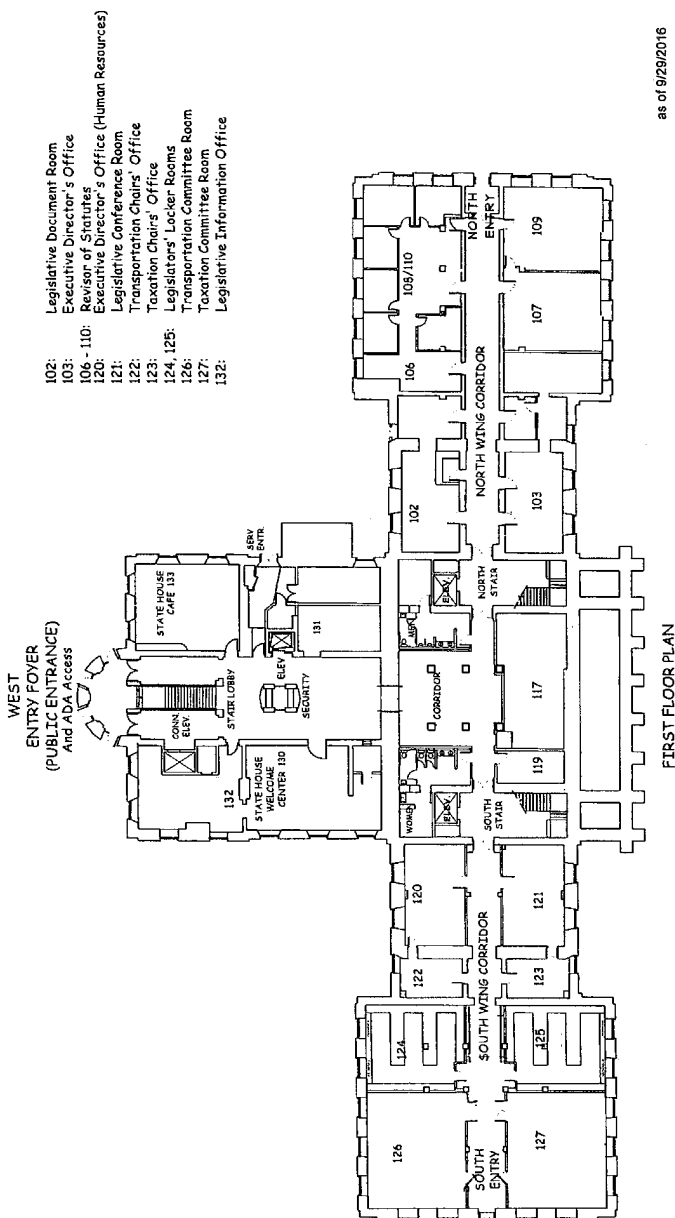 WEST
ENTRY FOYER
(PUBLIC ENTRANCE)
And ADA Access
102: Legislative Document Room
103: Executive Director's Office
106 - 110: Revisor of Statutes
120: Executive Director's Office (Human Resources)
121: Legislative Conference Room
122: Transportation Chairs' Office
123: Taxation Chairs' Office
124, 125: Legislators' Locker Rooms
126: Transportation Committee Room
127: Taxation Committee Room
132: Legislative Information Office
CONN.
ELEV.
STAIR LOBBY
STATE HOUSE
CAFE 133
SERV
ENTR.
132
STATE HOUSE
WELCOME
CENTER 130
ELEV
SECURITY
131
126
124
122
120
WOMEN
ELEV.
CORRIDOR
MEN
ELEV.
102
106
108/110
SOUTH
ENTRY
SOUTH WING CORRIDOR
SOUTH
STAIR
NORTH
STAIR
NORTH WING CORRIDOR
NORTH
ENTRY
127
125
123
121
119
117
103
107
109
FIRST FLOOR PLAN
as of 9/29/2016